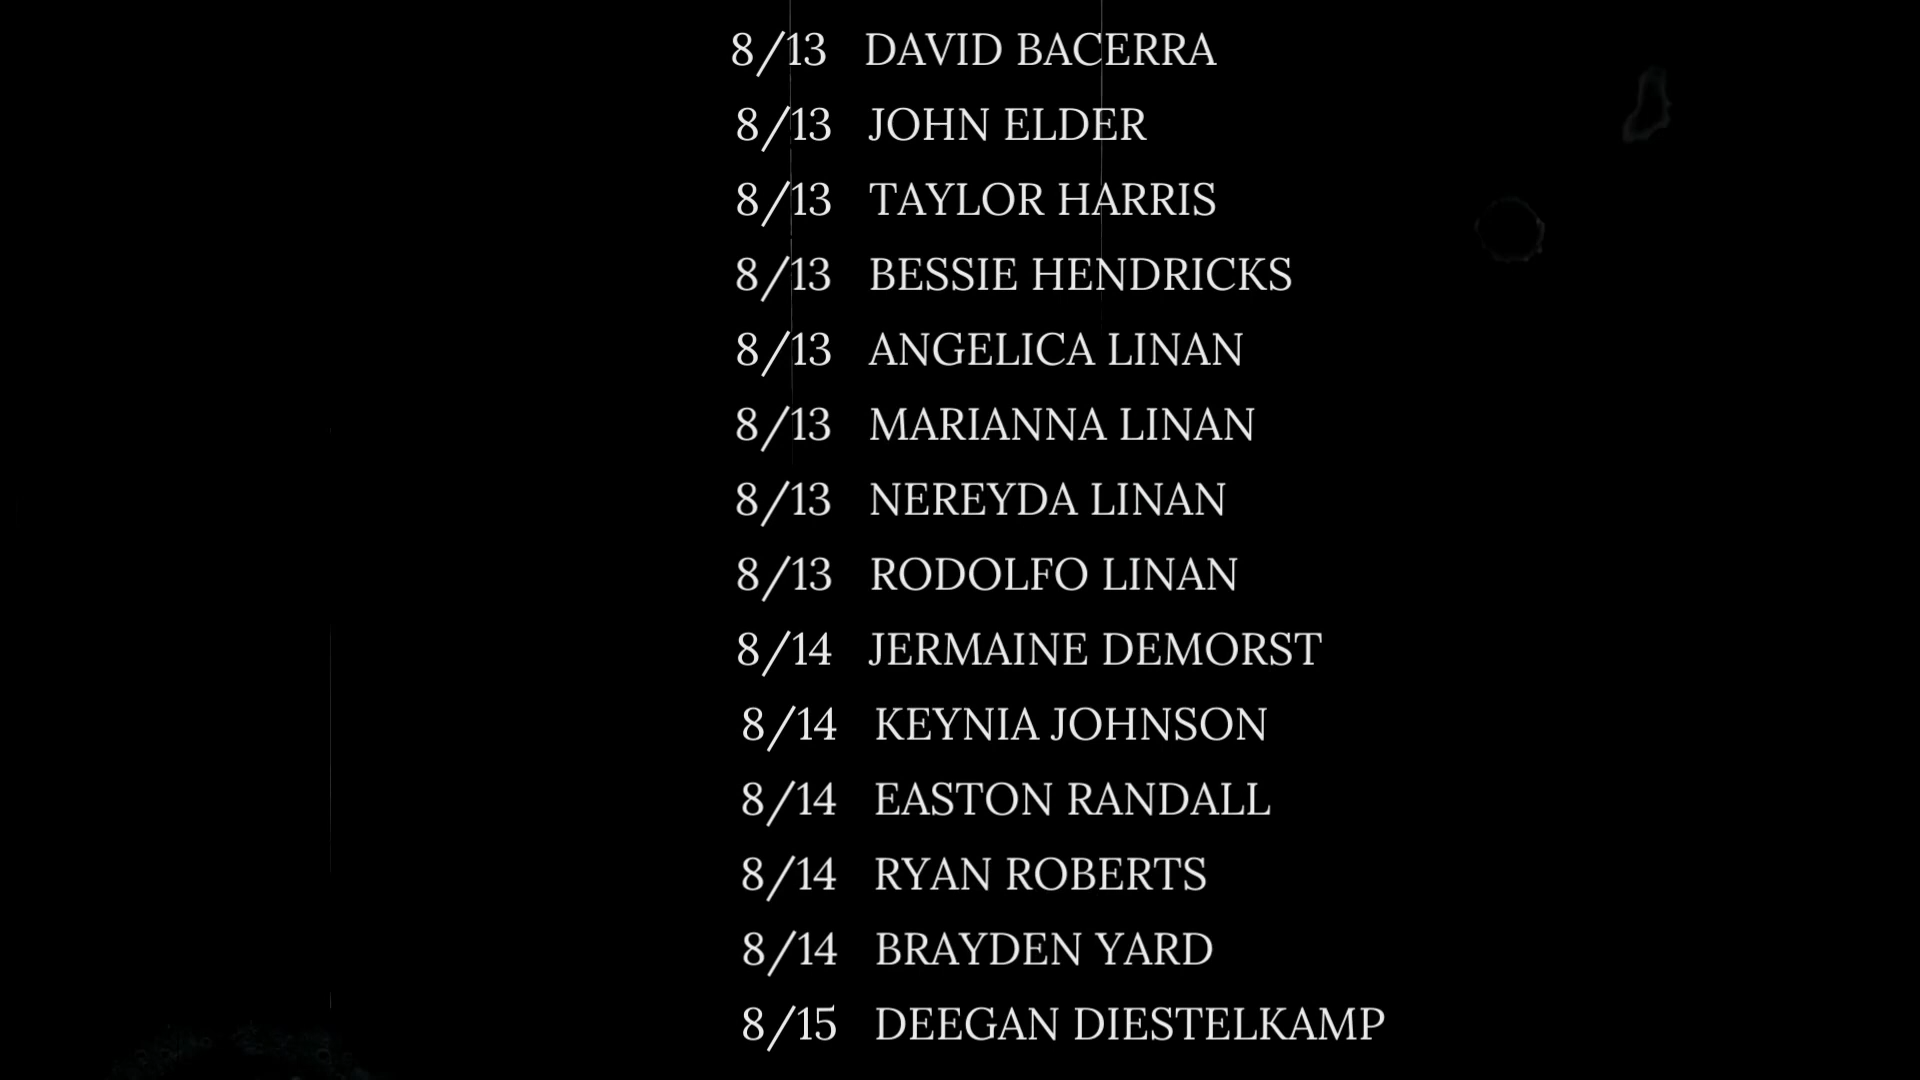 8/13 DAVID BACERRA
8/13 JOHN ELDER
8/13 TAYLOR HARRIS
8/13 BESSIE HENDRICKS
8/13 ANGELICA LINAN
8/13 MARIANNA LINAN
8/13 NEREYDA LINAN
8/13 RODOLFO LINAN
8/14 JERMAINE DEMORST
8/14 KEYNIA JOHNSON
8/14 EASTON RANDALL
8/14 RYAN ROBERTS
8/14 BRAYDEN YARD
8/15 DEEGAN DIESTELKAMP